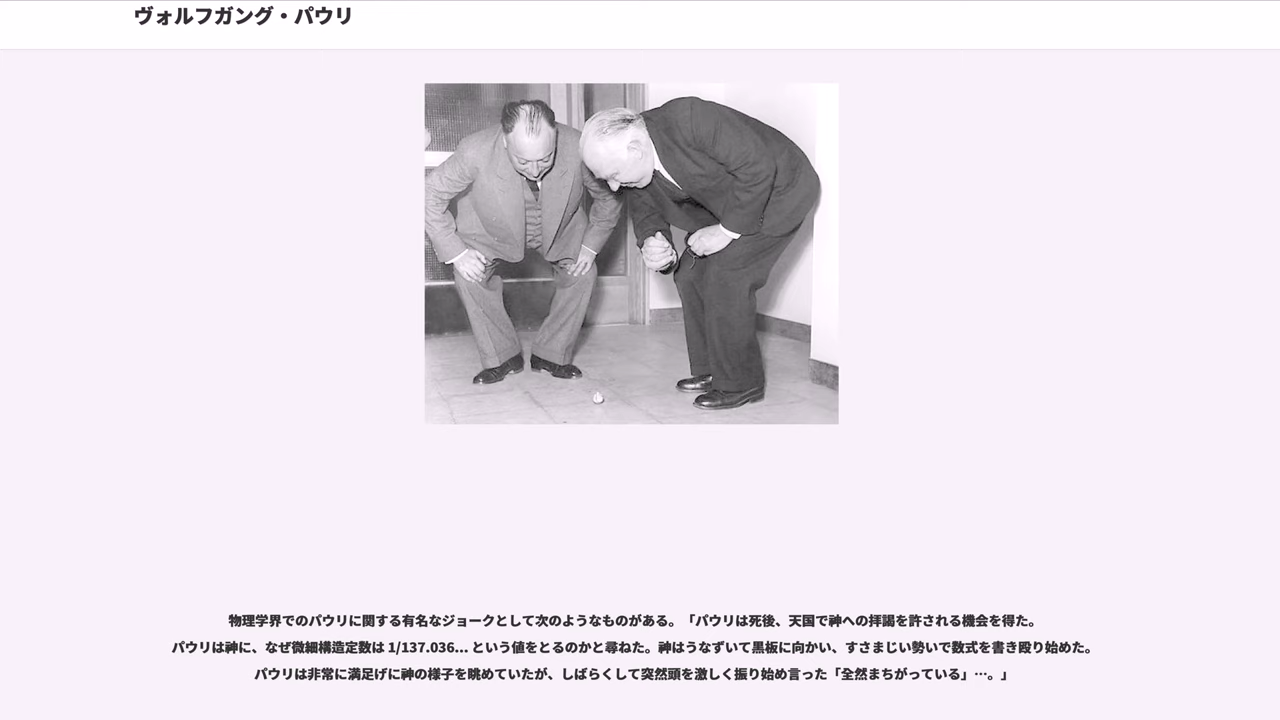 ヴォルフガング・パウリ
物理学界でのパウリに関する有名なジョークとして次のようなものがある。「パウリは死後、天国で神への拝謁を許される機会を得た。
パウリは神に、なぜ微細構造定数は 1/137.036… という値をとるのかと尋ねた。神はうなずいて黒板に向かい、すさまじい勢いで数式を書き殴り始めた。
パウリは非常に満足げに神の様子を眺めていたが、しばらくして突然頭を激しく振り始め言った「全然まちがっている」…。」